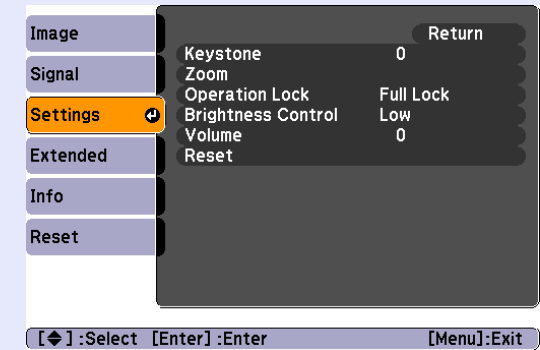 Image
Signal
Settings
Extended
Info
Reset
Return
Keystone 0
Zoom
Operation Lock Full Lock
Brightness Control Low
Volume 0
Reset
[◆] :Select [Enter] :Enter [Menu]:Exit